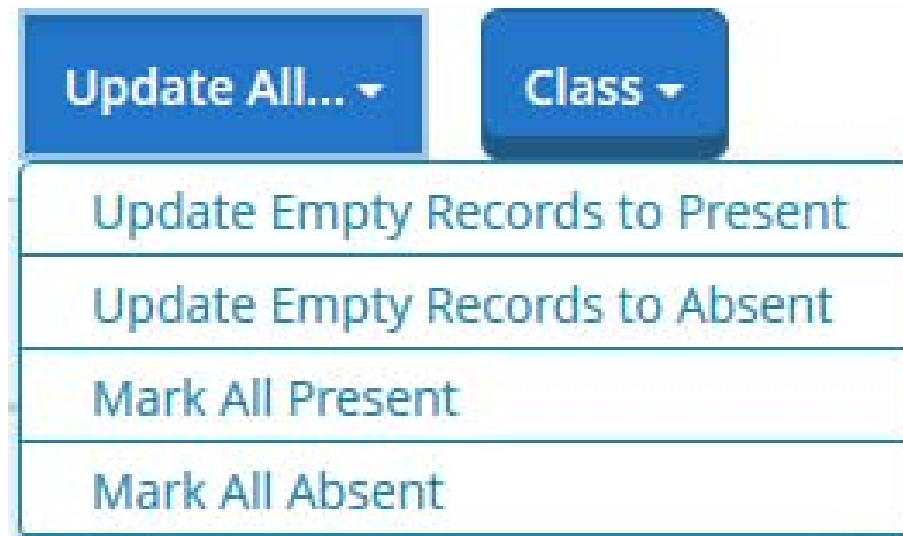 Update All...
Class
Update Empty Records to Present
Update Empty Records to Absent
Mark All Present
Mark All Absent